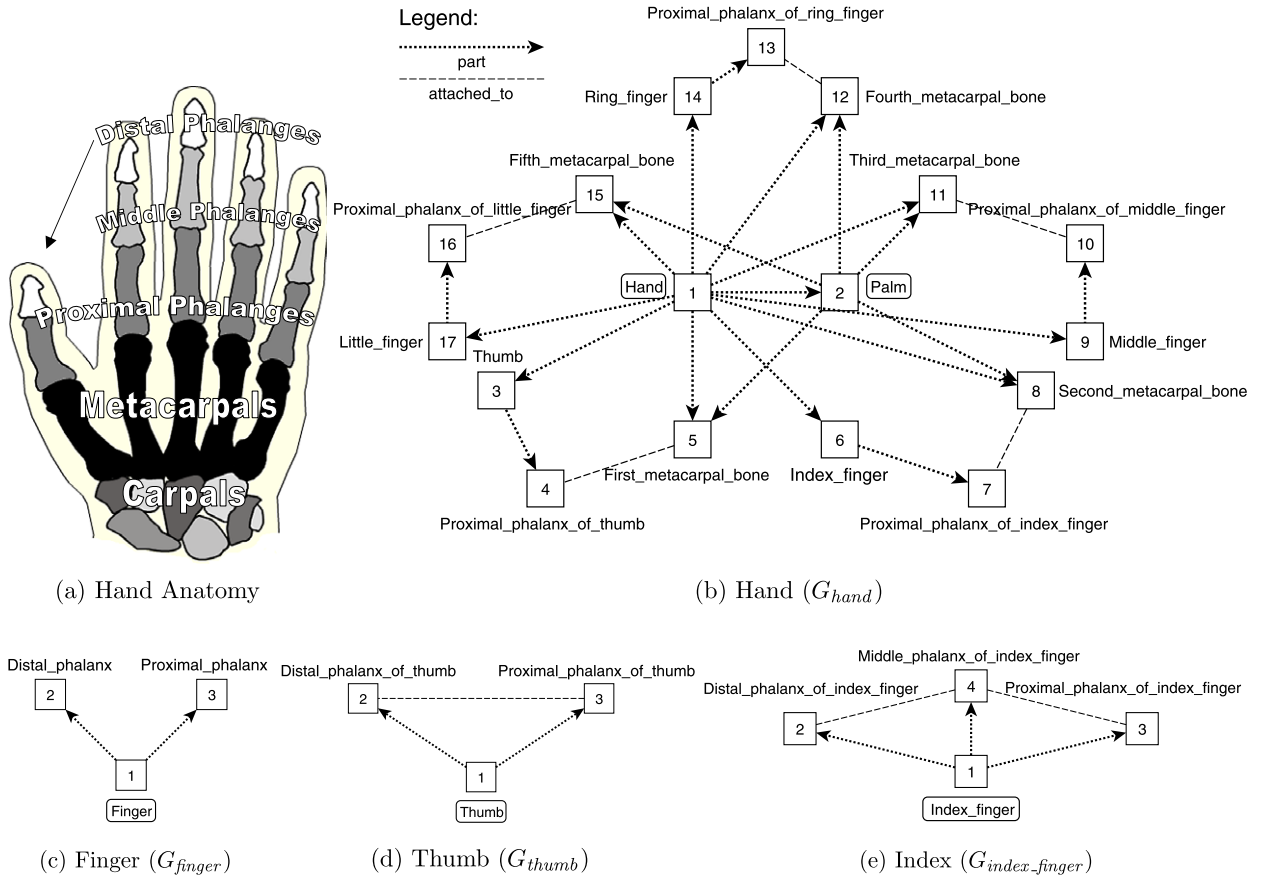 Distal Phalanges
Middle Phalanges
Proximal Phalanges
Metacarpals
Carpals
(a) Hand Anatomy
Legend:
part
attached_to
Proximal_phalanx_of_ring_finger
13
Ring_finger
14
12
Fourth_metacarpal_bone
Fifth_metacarpal_bone
Third_metacarpal_bone
15
11
Proximal_phalanx_of_little_finger
Proximal_phalanx_of_middle_finger
16
10
Hand
1
2
Palm
Little_finger
17
9
Middle_finger
Thumb
3
8
Second_metacarpal_bone
5
6
First_metacarpal_bone
Index_finger
4
7
Proximal_phalanx_of_thumb
Proximal_phalanx_of_index_finger
(b) Hand (G_hand)
Distal_phalanx
Proximal_phalanx
2
3
1
Finger
(c) Finger (G_finger)
Distal_phalanx_of_thumb
Proximal_phalanx_of_thumb
2
3
1
Thumb
(d) Thumb (G_thumb)
Middle_phalanx_of_index_finger
Distal_phalanx_of_index_finger
4
Proximal_phalanx_of_index_finger
2
3
1
Index_finger
(e) Index (G_index_finger)